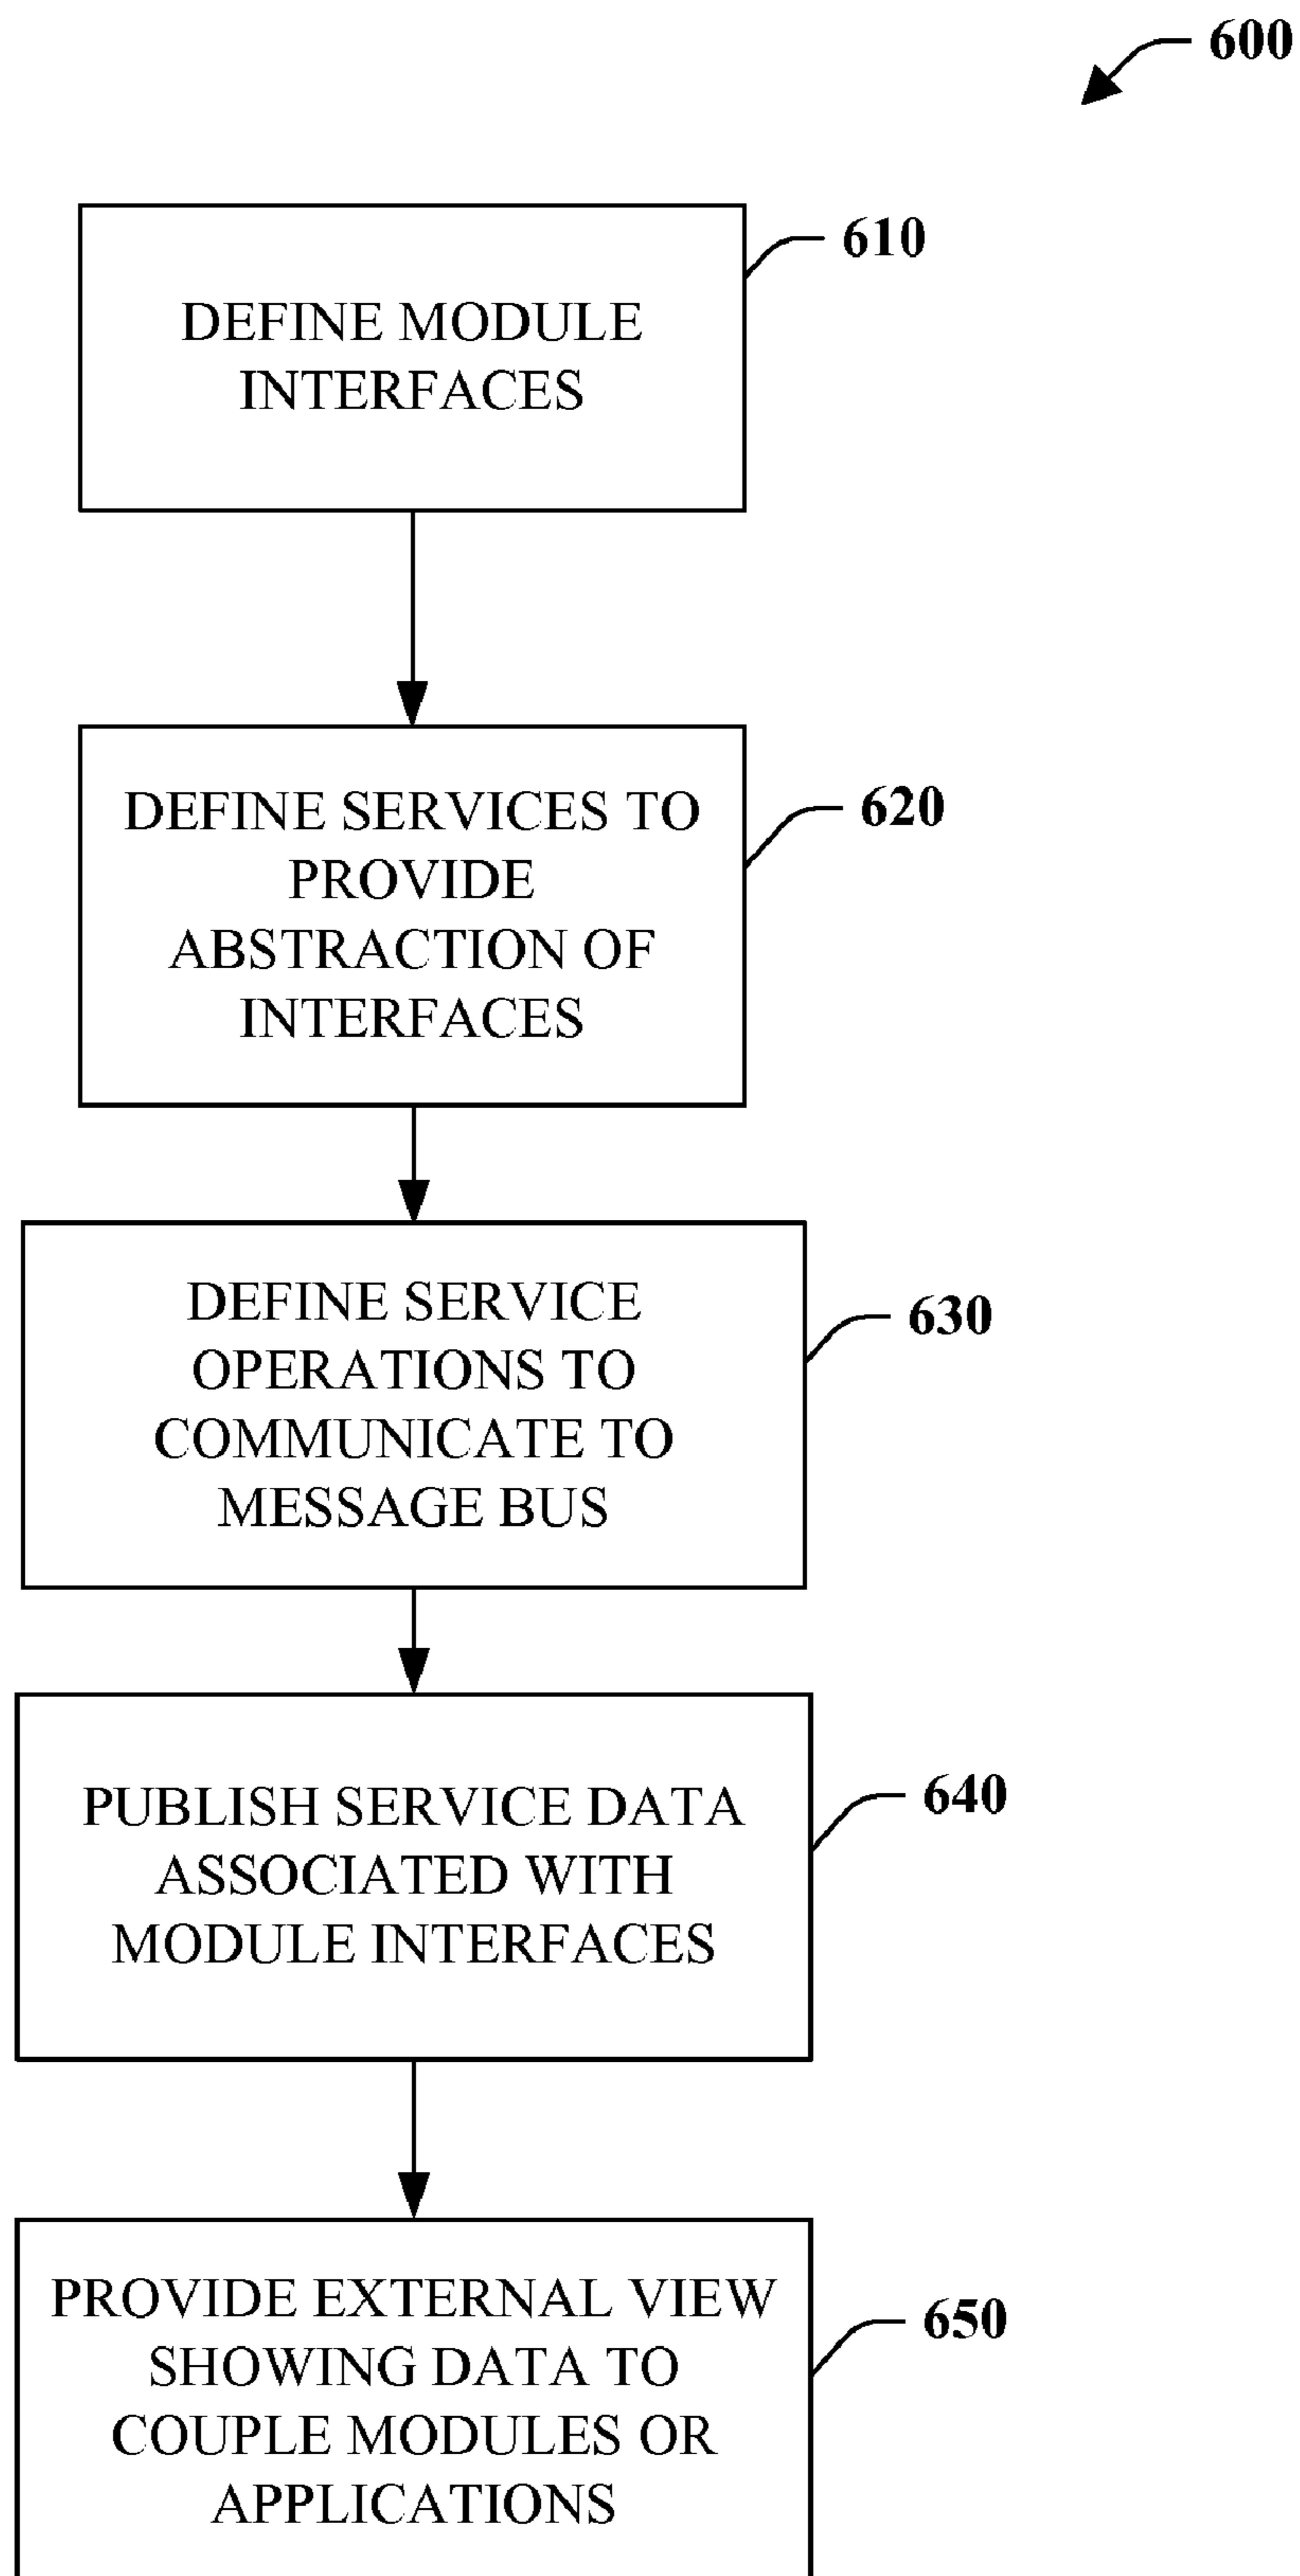 600
610
DEFINE MODULE
INTERFACES
620
DEFINE SERVICES TO
PROVIDE
ABSTRACTION OF
INTERFACES
630
DEFINE SERVICE
OPERATIONS TO
COMMUNICATE TO
MESSAGE BUS
640
PUBLISH SERVICE DATA
ASSOCIATED WITH
MODULE INTERFACES
650
PROVIDE EXTERNAL VIEW
SHOWING DATA TO
COUPLE MODULES OR
APPLICATIONS